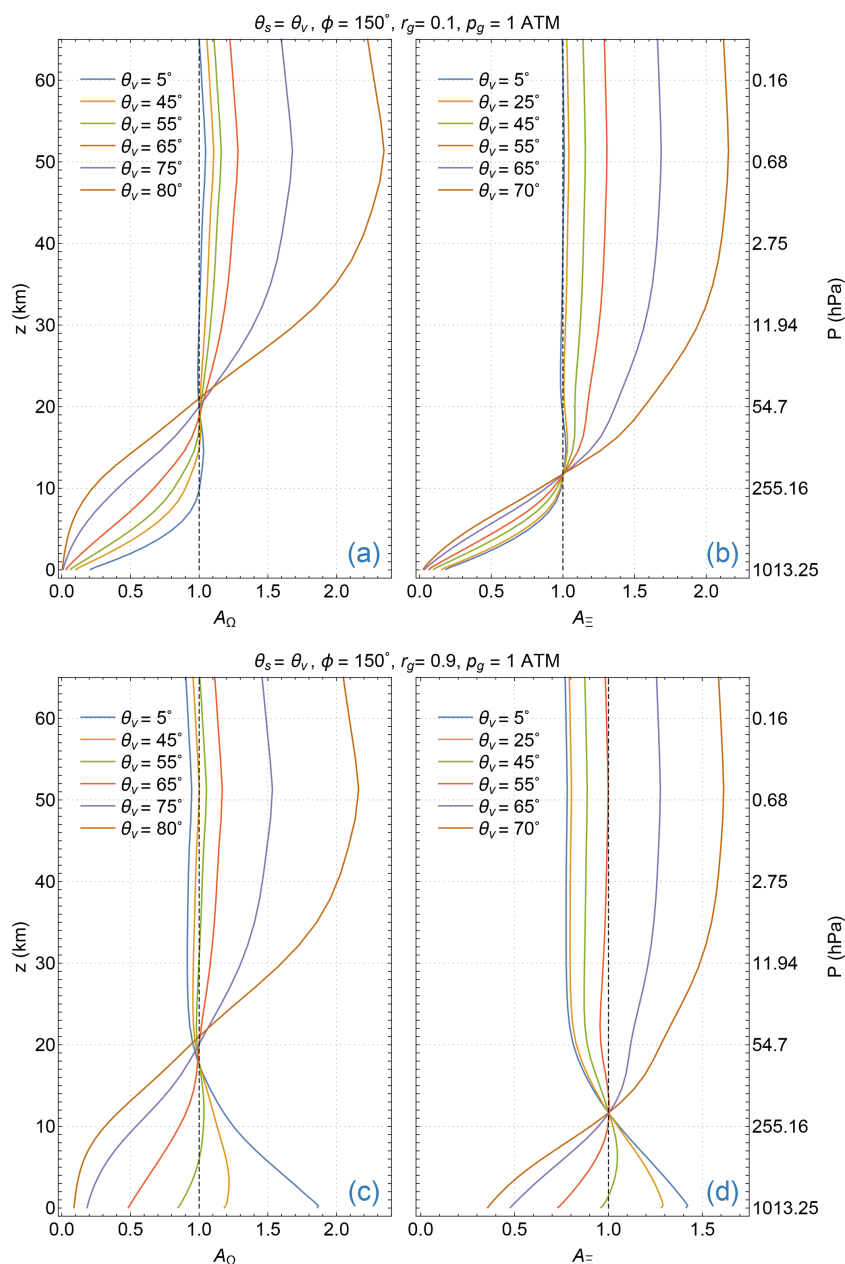 θs = θv , ϕ = 150°, rg= 0.1, pg = 1 ATM
60
50
40
30
20
10
0
z (km)
θv = 5°
θv = 45°
θv = 55°
θv = 65°
θv = 75°
θv = 80°
(a)
0.0 0.5 1.0 1.5 2.0
AΩ
θv = 5°
θv = 25°
θv = 45°
θv = 55°
θv = 65°
θv = 70°
(b)
0.0 0.5 1.0 1.5 2.0
AΞ
0.16
0.68
2.75
11.94
54.7
255.16
1013.25
P (hPa)
θs = θv , ϕ = 150°, rg= 0.9, pg = 1 ATM
60
50
40
30
20
10
0
z (km)
θv = 5°
θv = 45°
θv = 55°
θv = 65°
θv = 75°
θv = 80°
(c)
0.0 0.5 1.0 1.5 2.0
AΩ
θv = 5°
θv = 25°
θv = 45°
θv = 55°
θv = 65°
θv = 70°
(d)
0.0 0.5 1.0 1.5
AΞ
0.16
0.68
2.75
11.94
54.7
255.16
1013.25
P (hPa)